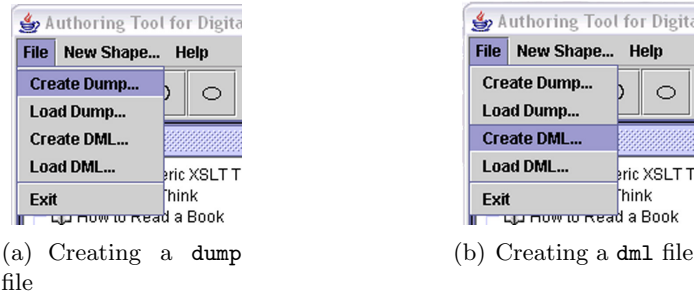 Authoring Tool for Digita
File New Shape... Help
Create Dump...
Load Dump...
Create DML...
Load DML...
eric XSLT T
Think
Exit
How to Read a Book
(a) Creating a dump
file
Authoring Tool for Digita
File New Shape... Help
Create Dump...
Load Dump...
Create DML...
Load DML...
eric XSLT T
Think
Exit
How to Read a Book
(b) Creating a dml file